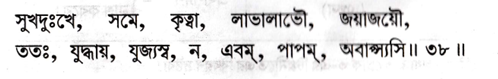 সুখদুঃখে, সমে, কৃত্বা, লাভালাভৌ, জয়াজয়ৌ,
ততঃ, যুদ্ধায়, যুজ্যস্ব, ন, এবম্, পাপম্, অবাপ্স্যসি॥ ৩৮॥